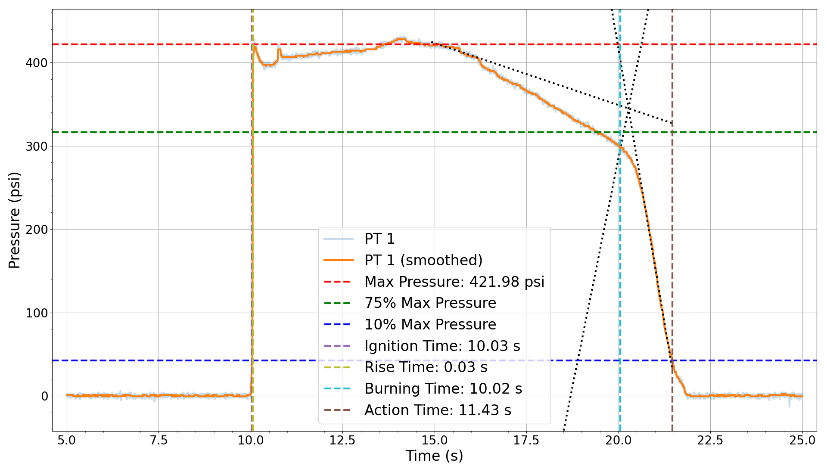 400
300
200
100
0
Pressure (psi)
PT 1
PT 1 (smoothed)
Max Pressure: 421.98 psi
75% Max Pressure
10% Max Pressure
Ignition Time: 10.03 s
Rise Time: 0.03 s
Burning Time: 10.02 s
Action Time: 11.43 s
5.0 7.5 10.0 12.5 15.0 17.5 20.0 22.5 25.0
Time (s)